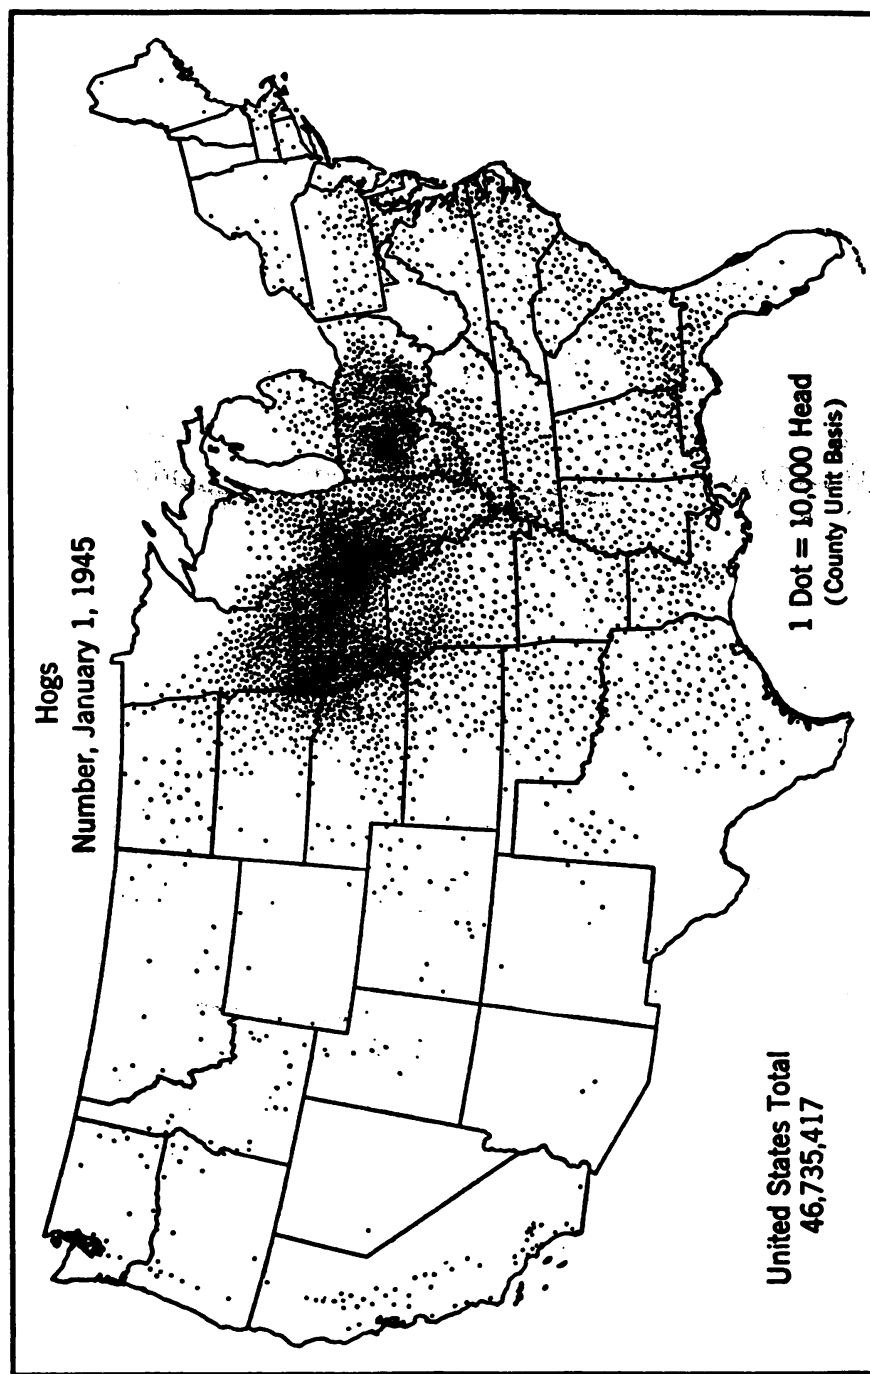 Hogs
Number, January 1, 1945
1 Dot = 10,000 Head
(County Unit Basis)
United States Total
46,735,417